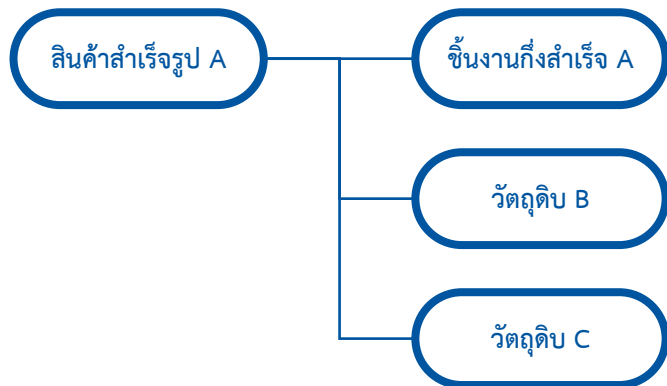 สินค้าสำเร็จรูป A
ชิ้นงานกึ่งสำเร็จ A
วัตถุดิบ B
วัตถุดิบ C